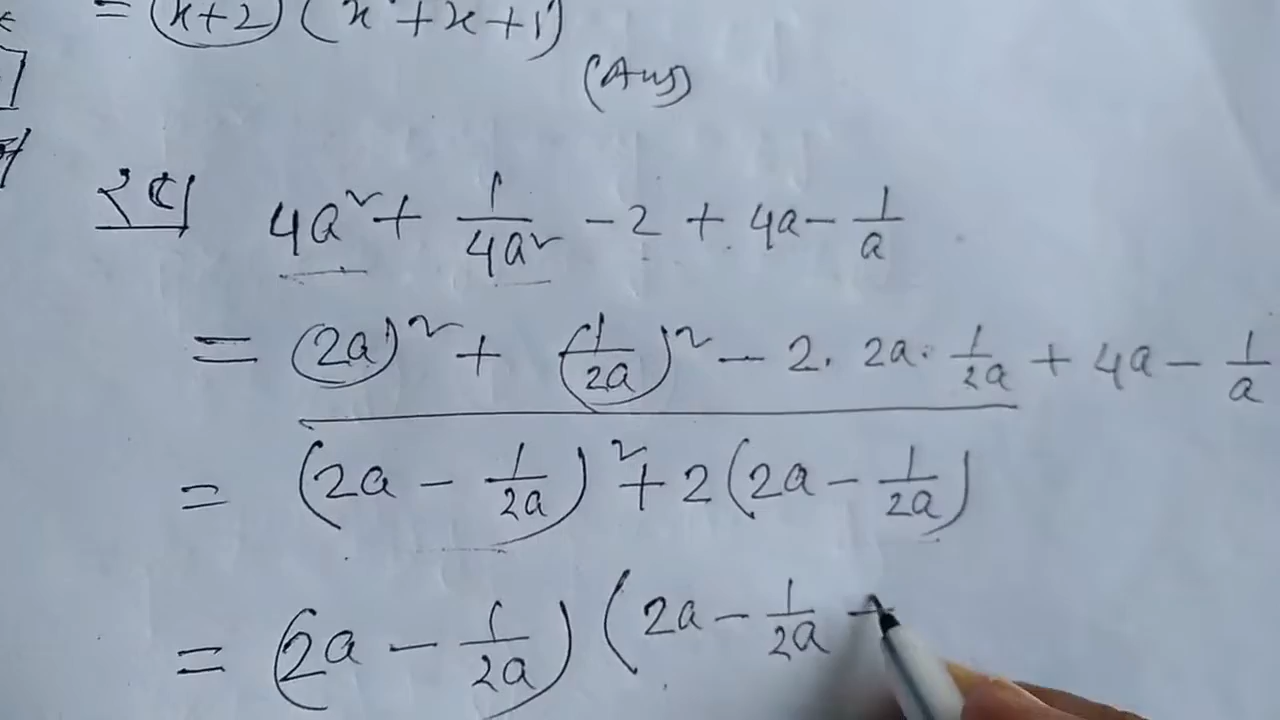 = (x+2) (x²+x+1)
(Ans)
২৫। 4a² + 1/4a² - 2 + 4a - 1/a
= (2a)² + (1/2a)² - 2. 2a. 1/2a + 4a - 1/a
= (2a - 1/2a)² + 2(2a - 1/2a)
= (2a - 1/2a) (2a - 1/2a +